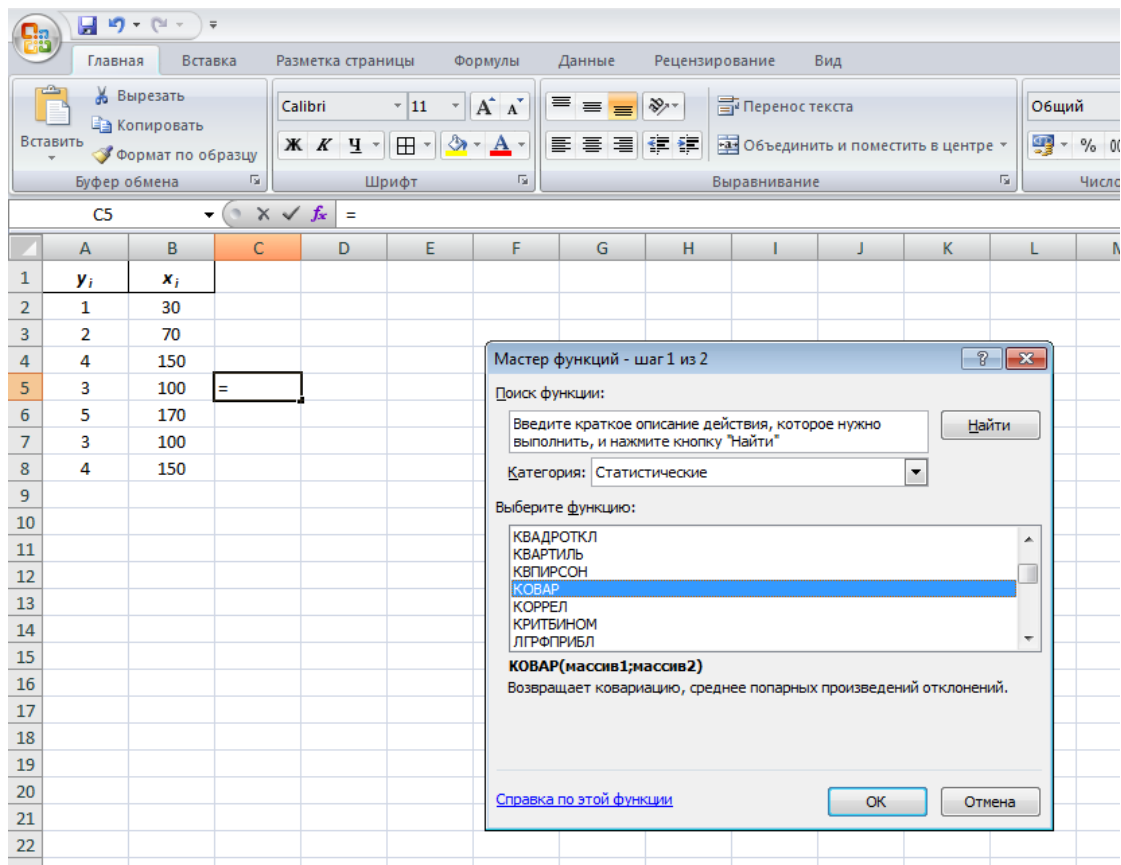 Главная Вставка Разметка страницы Формулы Данные Рецензирование Вид
Вставить
Вырезать
Копировать
Формат по образцу
Буфер обмена
Calibri 11 A A
Ж К Ч А
Шрифт
Перенос текста
Объединить и поместить в центре
Выравнивание
Общий
% 00
C5 fx =
A B C D E F G H I J K L
1 yi xi
2 1 30
3 2 70
4 4 150
5 3 100 =
6 5 170
7 3 100
8 4 150
9
10
11
12
13
14
15
16
17
18
19
20
21
22
Мастер функций - шаг 1 из 2
Поиск функции:
Введите краткое описание действия, которое нужно
выполнить, и нажмите кнопку "Найти"
Найти
Категория: Статистические
Выберите функцию:
КВАДРОТКЛ
КВАРТИЛЬ
КВПИРСОН
КОВАР
КОРРЕЛ
КРИТБИНОМ
ЛГРФПРИБЛ
КОВАР(массив1;массив2)
Возвращает ковариацию, среднее попарных произведений отклонений.
Справка по этой функции
ОК
Отмена